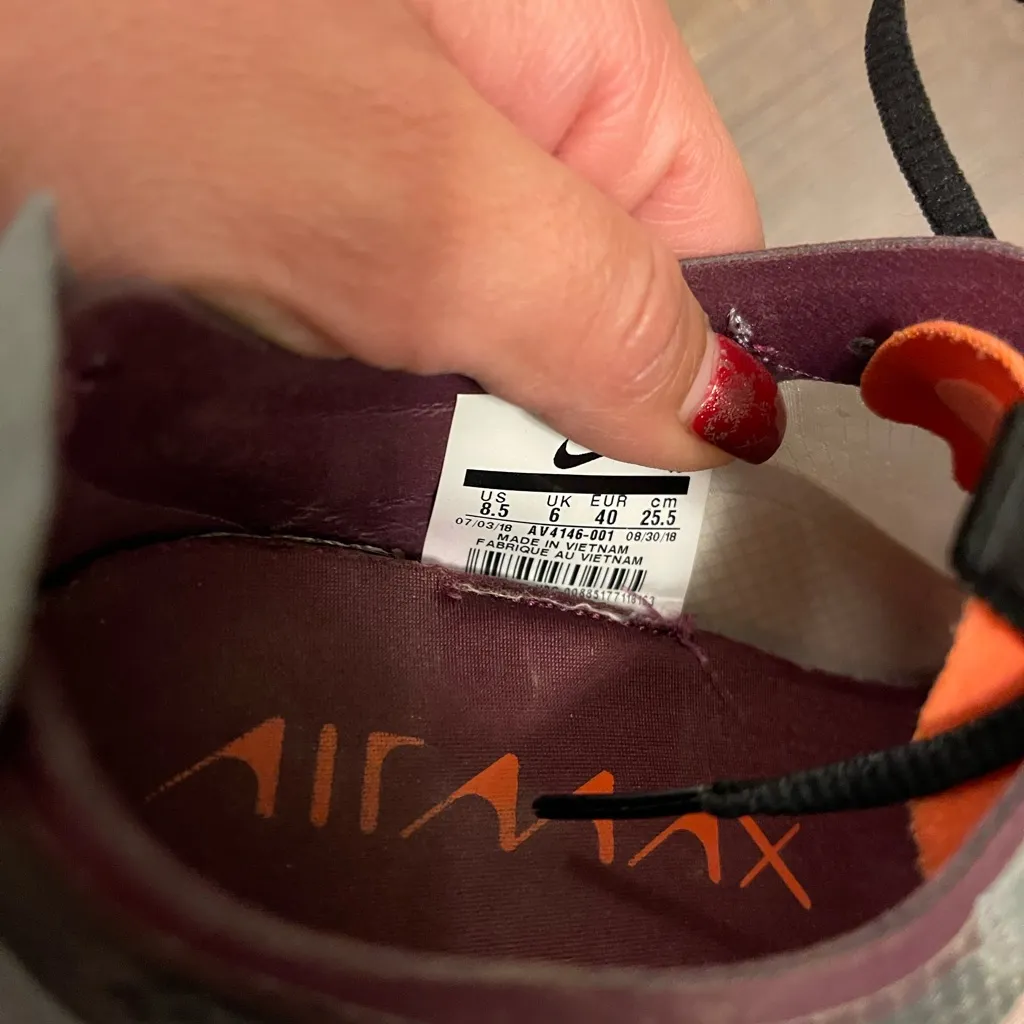 US UK EUR cm
8.5 6 40 25.5
07/03/18 AV4146-001 08/30/18
MADE IN VIETNAM
FABRIQUE AU VIETNAM
AIR MAX